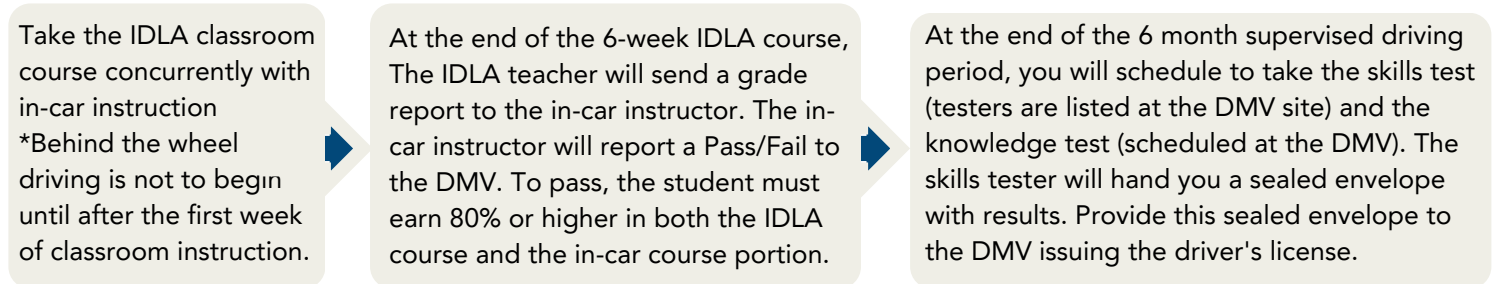 Take the IDLA classroom
course concurrently with
in-car instruction
*Behind the wheel
driving is not to begin
until after the first week
of classroom instruction.
At the end of the 6-week IDLA course,
The IDLA teacher will send a grade
report to the in-car instructor. The in-
car instructor will report a Pass/Fail to
the DMV. To pass, the student must
earn 80% or higher in both the IDLA
course and the in-car course portion.
At the end of the 6 month supervised driving
period, you will schedule to take the skills test
(testers are listed at the DMV site) and the
knowledge test (scheduled at the DMV). The
skills tester will hand you a sealed envelope
with results. Provide this sealed envelope to
the DMV issuing the driver's license.